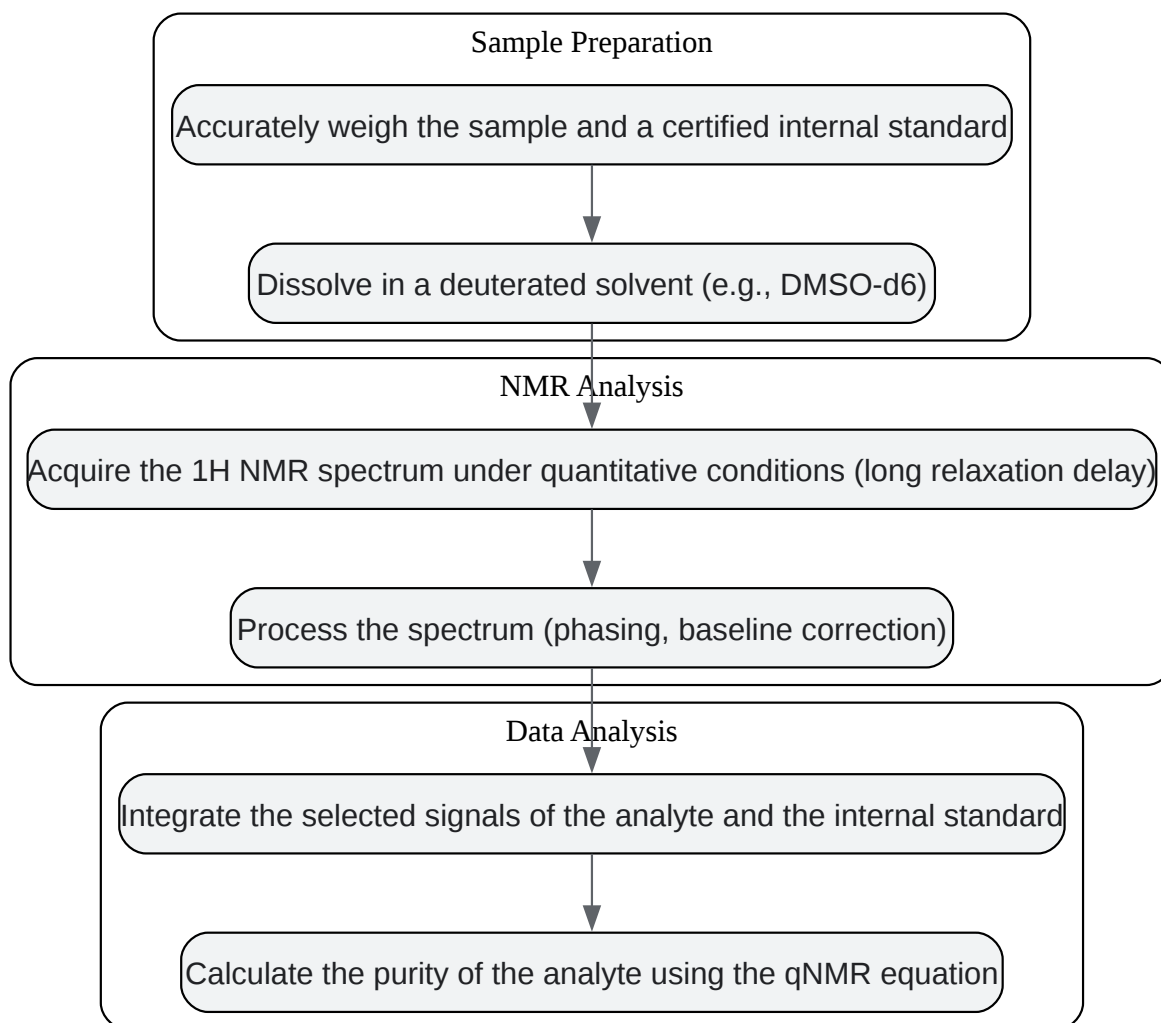 Sample Preparation
Accurately weigh the sample and a certified internal standard
Dissolve in a deuterated solvent (e.g., DMSO-d6)
NMR Analysis
Acquire the 1H NMR spectrum under quantitative conditions (long relaxation delay)
Process the spectrum (phasing, baseline correction)
Data Analysis
Integrate the selected signals of the analyte and the internal standard
Calculate the purity of the analyte using the qNMR equation